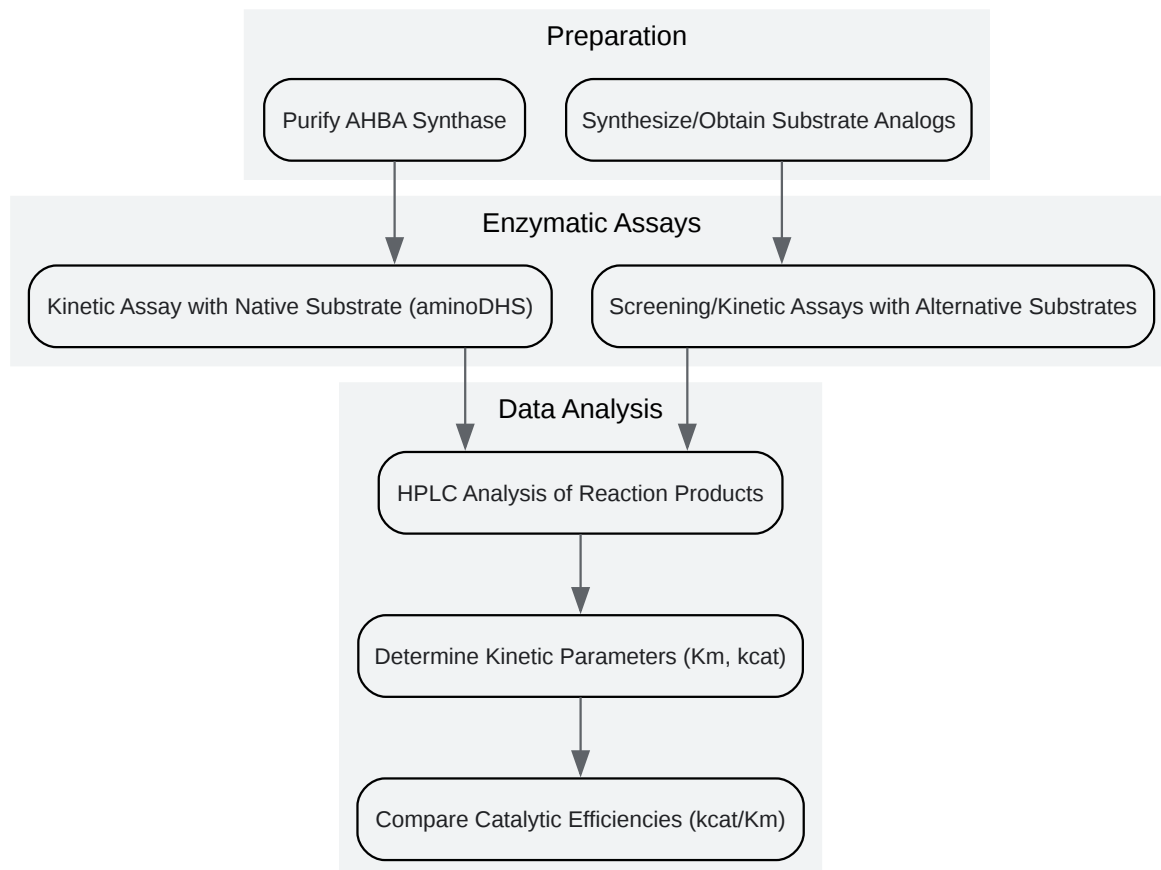 Preparation
Purify AHBA Synthase
Synthesize/Obtain Substrate Analogs
Enzymatic Assays
Kinetic Assay with Native Substrate (aminoDHS)
Screening/Kinetic Assays with Alternative Substrates
Data Analysis
HPLC Analysis of Reaction Products
Determine Kinetic Parameters (Km, kcat)
Compare Catalytic Efficiencies (kcat/Km)